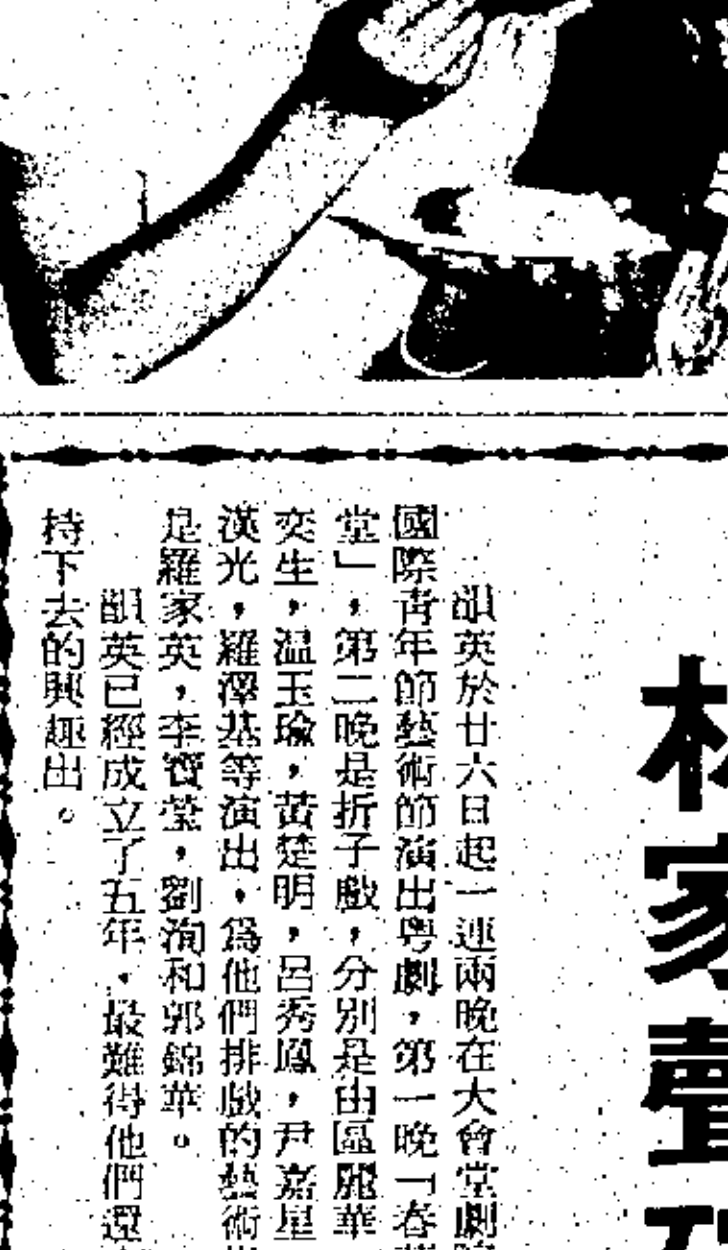 家聲
韻英於廿六日起一連兩晚在大會堂劇
國際青年節藝術節演出粤劇，第一晚「春
堂」，第二晚是折子戲，分別是由區麗華
奕生，温玉瑜，黃楚明，呂秀鳳，尹嘉星
漢光，羅澤基等演出，爲他們排戲的藝術
是羅家英，李寶瑩，劉洵和郭錦華。
韻英已經成立了五年，最難得他們還
持下去的興趣出。